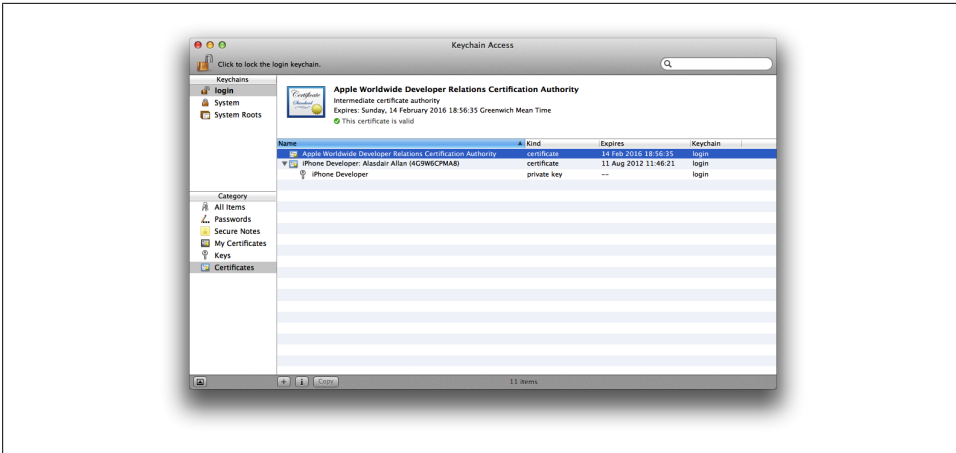 Keychain Access
Click to lock the login keychain.
Keychains
login
System
System Roots
Certificate
Standard
Apple Worldwide Developer Relations Certification Authority
Intermediate certificate authority
Expires: Sunday, 14 February 2016 18:56:35 Greenwich Mean Time
This certificate is valid
Name Kind Expires Keychain
Apple Worldwide Developer Relations Certification Authority certificate 14 Feb 2016 18:56:35 login
iPhone Developer: Alasdair Allan (4G9W6CPMA8) certificate 11 Aug 2012 11:46:21 login
iPhone Developer private key -- login
Category
All Items
Passwords
Secure Notes
My Certificates
Keys
Certificates
+ i Copy 11 items